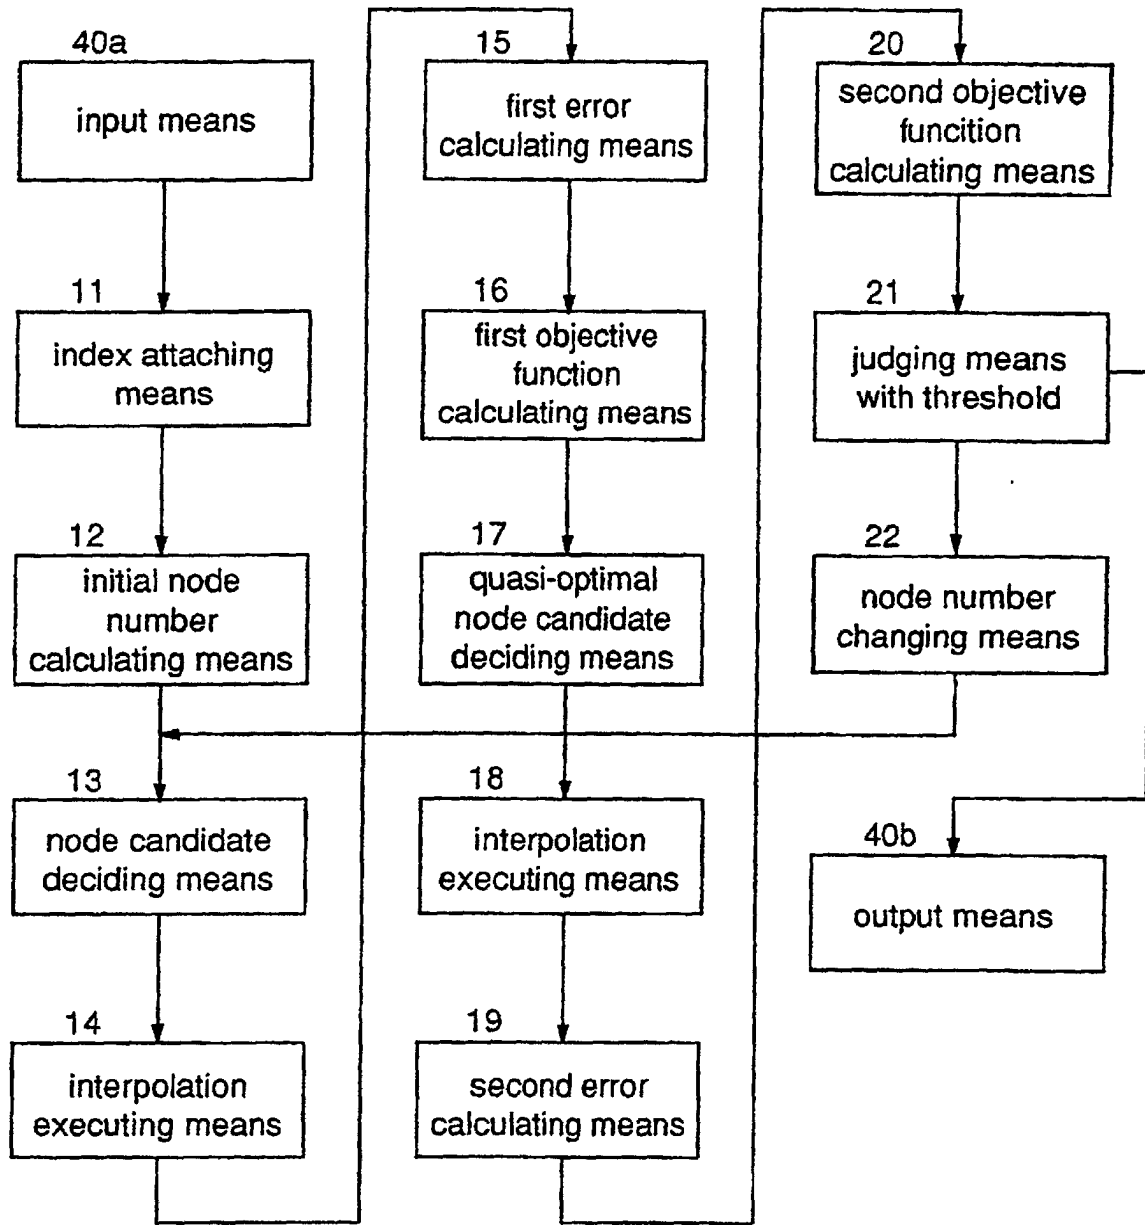 40a
input means
11
index attaching
means
12
initial node
number
calculating means
13
node candidate
deciding means
14
interpolation
executing means
15
first error
calculating means
16
first objective
function
calculating means
17
quasi-optimal
node candidate
deciding means
18
interpolation
executing means
19
second error
calculating means
20
second objective
funcition
calculating means
21
judging means
with threshold
22
node number
changing means
40b
output means